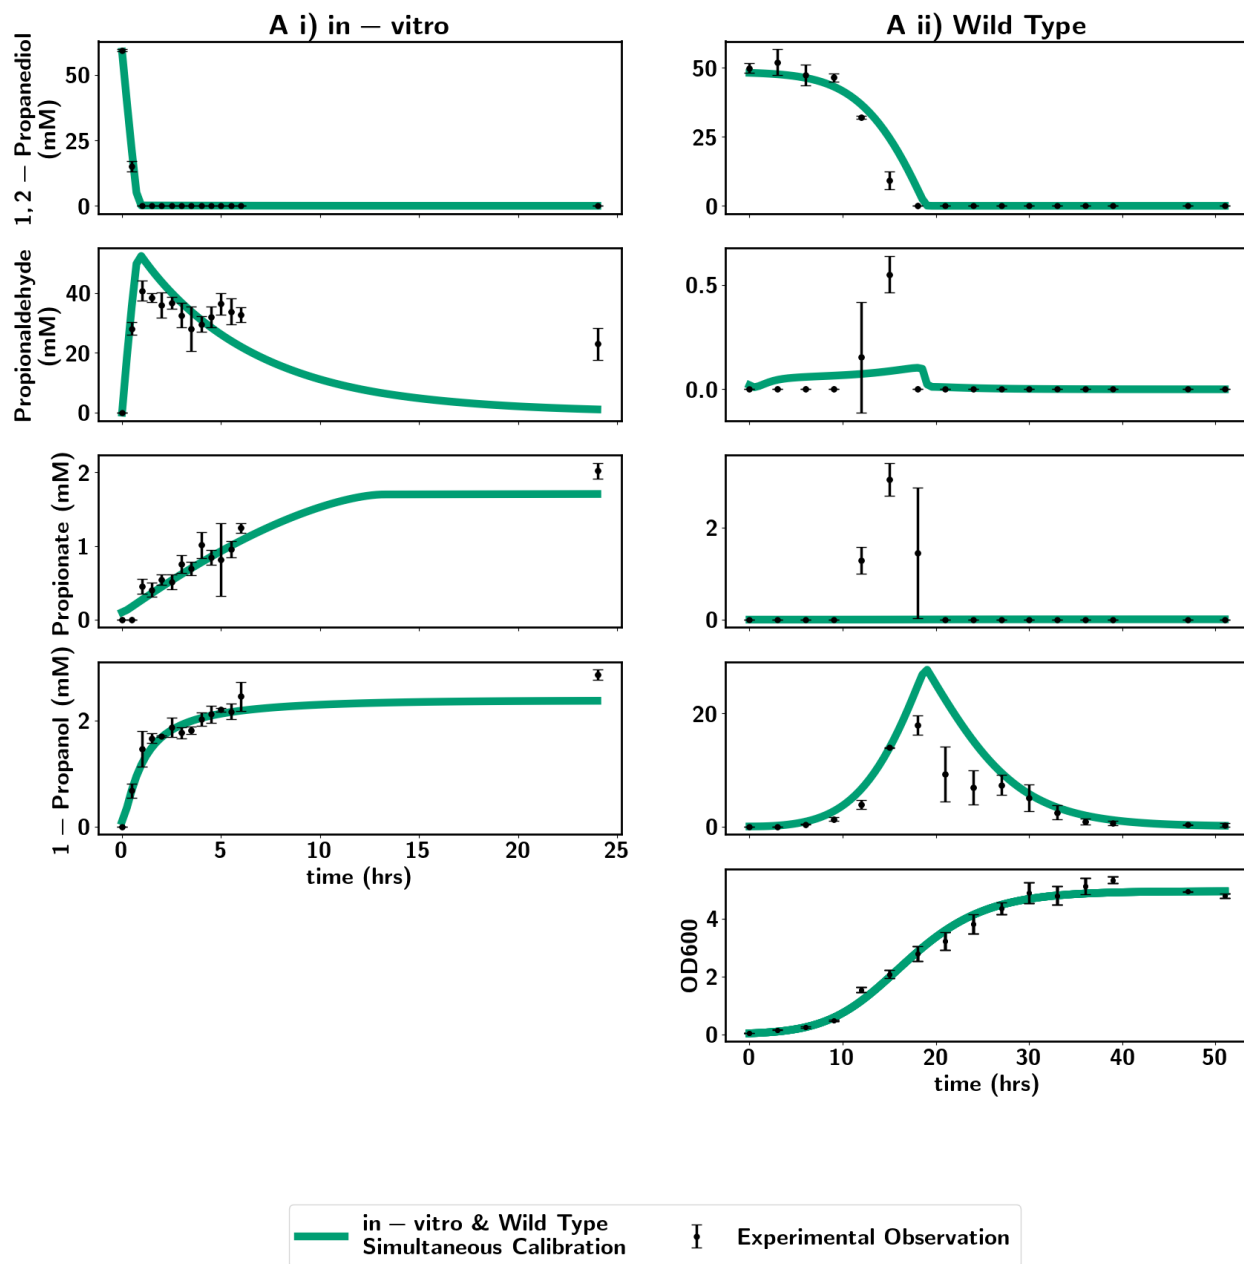 A i) in − vitro
A ii) Wild Type
1, 2 − Propanediol
(mM)
50
25
0
50
25
0
Propionaldehyde
(mM)
40
20
0
0.5
0.0
Propionate (mM)
2
1
0
2
0
1 − Propanol (mM)
2
0
0
5
10
15
20
25
time (hrs)
20
0
OD600
4
2
0
0
10
20
30
40
50
time (hrs)
in − vitro & Wild Type
Simultaneous Calibration
Experimental Observation